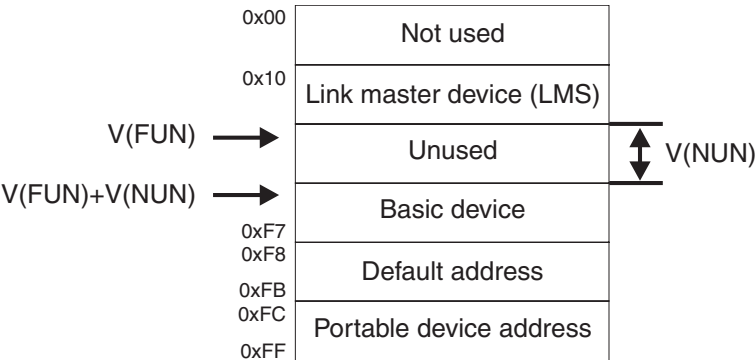 0x00
Not used
0x10
Link master device (LMS)
V(FUN)
Unused
V(NUN)
V(FUN)+V(NUN)
Basic device
0xF7
0xF8
Default address
0xFB
0xFC
Portable device address
0xFF